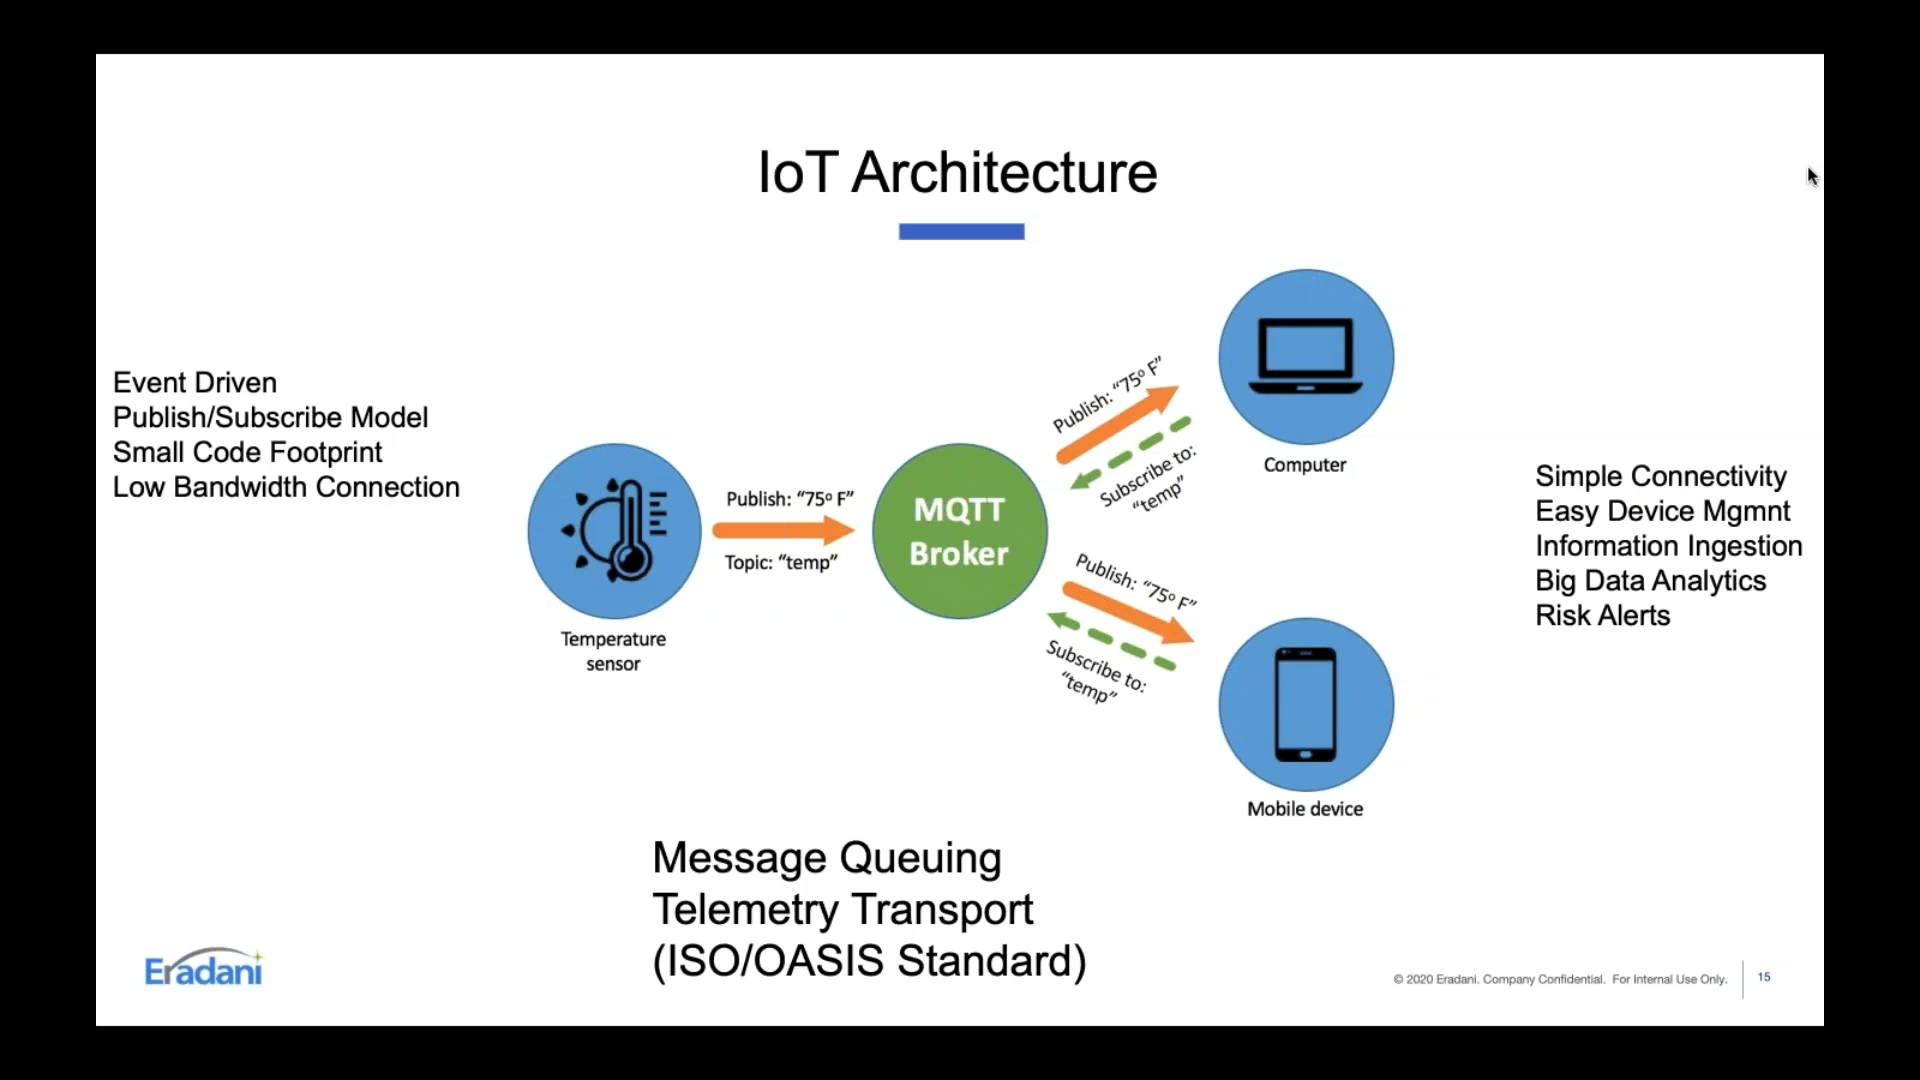 IoT Architecture
Event Driven
Publish/Subscribe Model
Small Code Footprint
Low Bandwidth Connection
Temperature
sensor
Publish: “75º F”
Topic: “temp”
MQTT
Broker
Publish: “75º F”
Subscribe to:
“temp”
Publish: “75º F”
Subscribe to:
“temp”
Computer
Mobile device
Simple Connectivity
Easy Device Mgmnt
Information Ingestion
Big Data Analytics
Risk Alerts
Message Queuing
Telemetry Transport
(ISO/OASIS Standard)
Eradani
© 2020 Eradani. Company Confidential. For Internal Use Only.
15